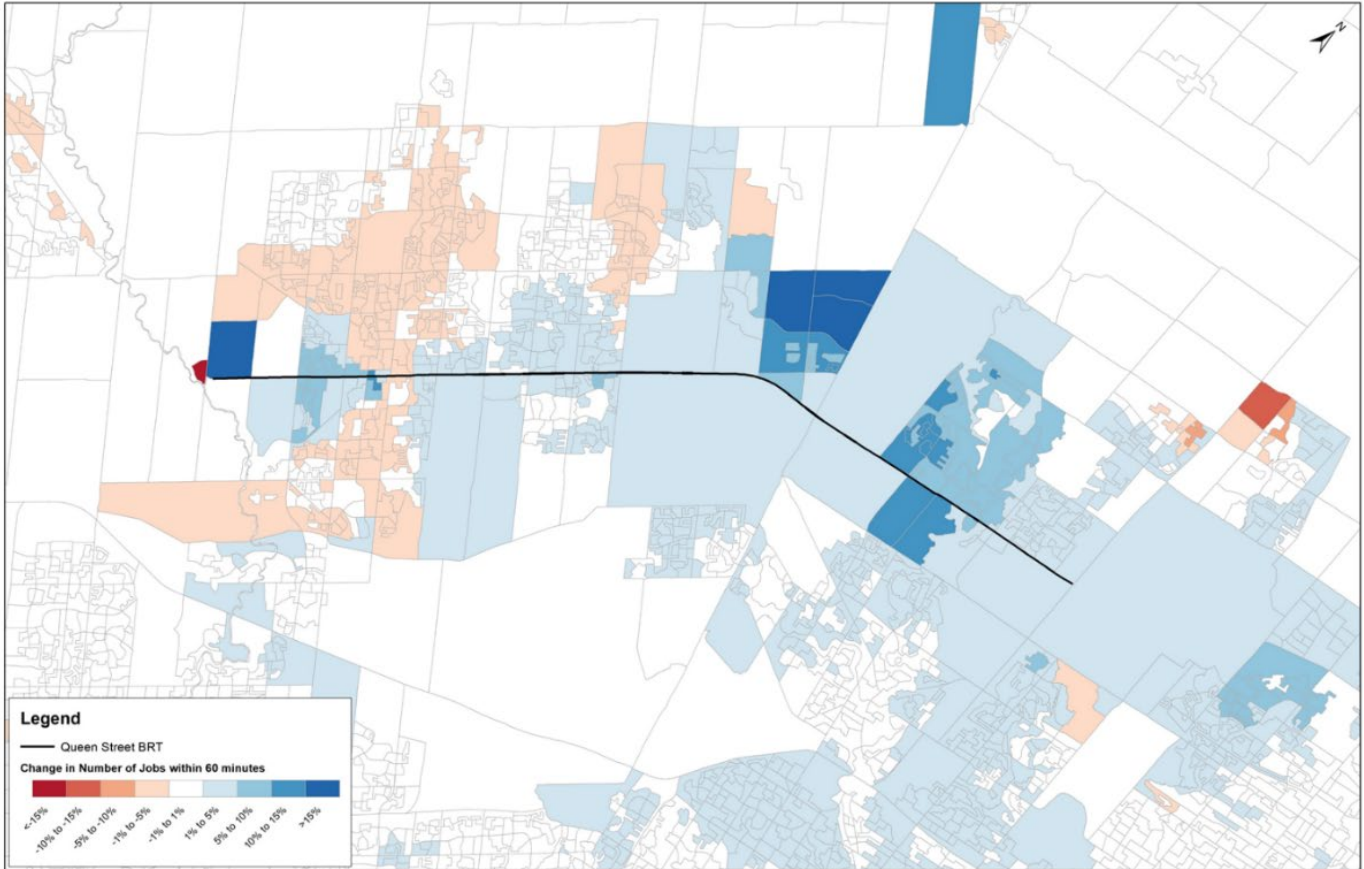 N
Legend
Queen Street BRT
Change in Number of Jobs within 60 minutes
<-15%
-10% to -15%
-5% to -10%
-1% to -5%
-1% to 1%
1% to 5%
5% to 10%
10% to 15%
>15%